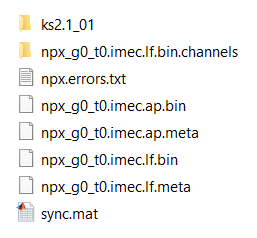 ks2.1_01
npx_g0_t0.imec.lf.bin.channels
npx.errors.txt
npx_g0_t0.imec.ap.bin
npx_g0_t0.imec.ap.meta
npx_g0_t0.imec.lf.bin
npx_g0_t0.imec.lf.meta
sync.mat